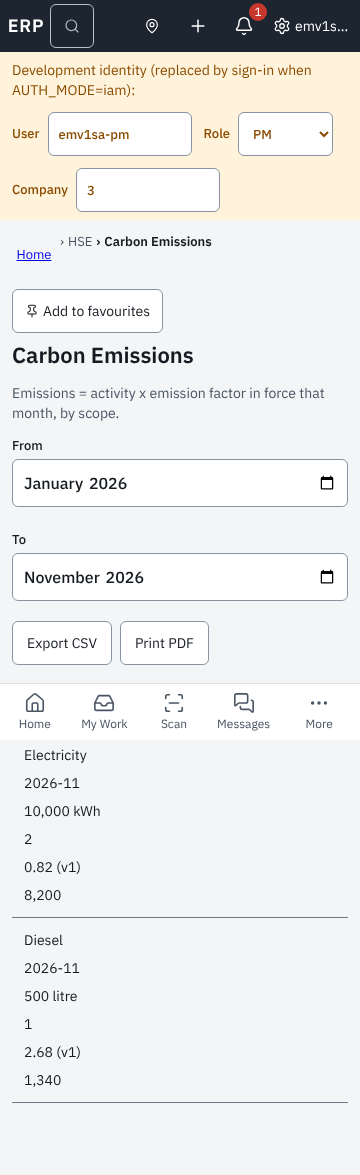 ERP
1
emv1s...
Development identity (replaced by sign-in when
AUTH_MODE=iam):
User emv1sa-pm Role PM
Company 3
Home › HSE › Carbon Emissions
Add to favourites
Carbon Emissions
Emissions = activity x emission factor in force that
month, by scope.
From
January 2026
To
November 2026
Export CSV Print PDF
Home My Work Scan Messages More
Electricity
2026-11
10,000 kWh
2
0.82 (v1)
8,200
Diesel
2026-11
500 litre
1
2.68 (v1)
1,340